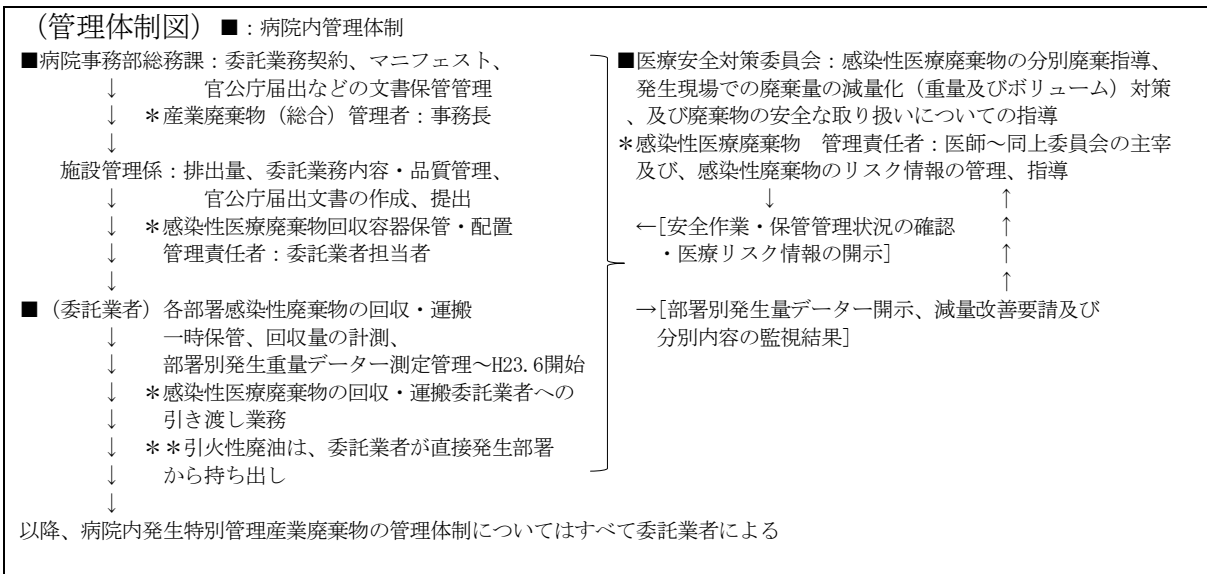 （管理体制図）■：病院内管理体制
■病院事務部総務課：委託業務契約、マニフェスト、
↓　官公庁届出などの文書保管管理
↓　＊産業廃棄物（総合）管理者：事務長
↓
施設管理係：排出量、委託業務内容・品質管理、
↓　官公庁届出文書の作成、提出
↓　＊感染性医療廃棄物回収容器保管・配置
↓　管理責任者：委託業者担当者
↓
■（委託業者）各部署感染性廃棄物の回収・運搬
↓　一時保管、回収量の計測、
↓　部署別発生重量データー測定管理～H23.6開始
↓　＊感染性医療廃棄物の回収・運搬委託業者への
↓　引き渡し業務
↓　＊＊引火性廃油は、委託業者が直接発生部署
↓　から持ち出し
↓
■医療安全対策委員会：感染性医療廃棄物の分別廃棄指導、
発生現場での廃棄量の減量化（重量及びボリューム）対策
、及び廃棄物の安全な取り扱いについての指導
＊感染性医療廃棄物　管理責任者：医師～同上委員会の主宰
及び、感染性廃棄物のリスク情報の管理、指導
↓　↑
←[安全作業・保管管理状況の確認　↑
・医療リスク情報の開示]　↑
↑
→[部署別発生量データー開示、減量改善要請及び
分別内容の監視結果]
以降、病院内発生特別管理産業廃棄物の管理体制についてはすべて委託業者による